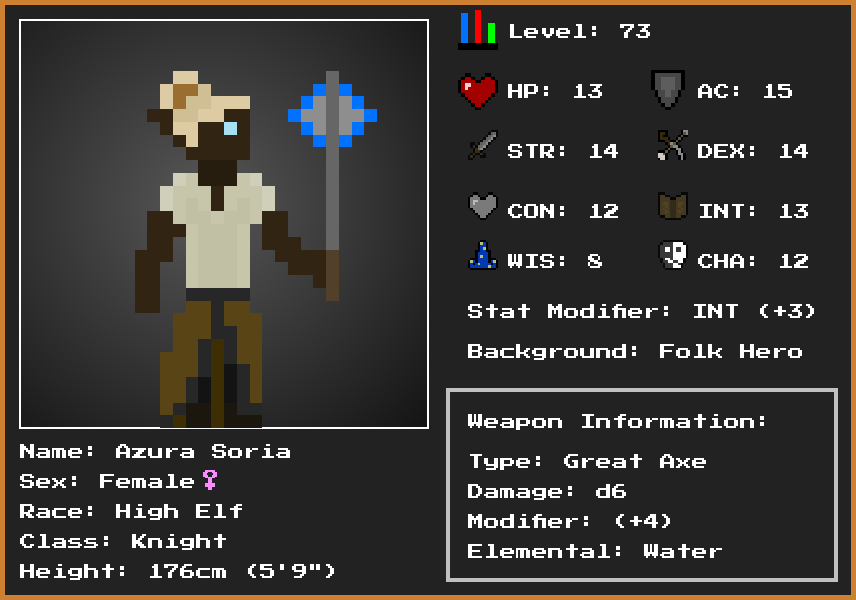 Level: 73
HP: 13
AC: 15
STR: 14
DEX: 14
CON: 12
INT: 13
WIS: 8
CHA: 12
Stat Modifier: INT (+3)
Background: Folk Hero
Name: Azura Soria
Sex: Female♀
Race: High Elf
Class: Knight
Height: 176cm (5'9")
Weapon Information:
Type: Great Axe
Damage: d6
Modifier: (+4)
Elemental: Water